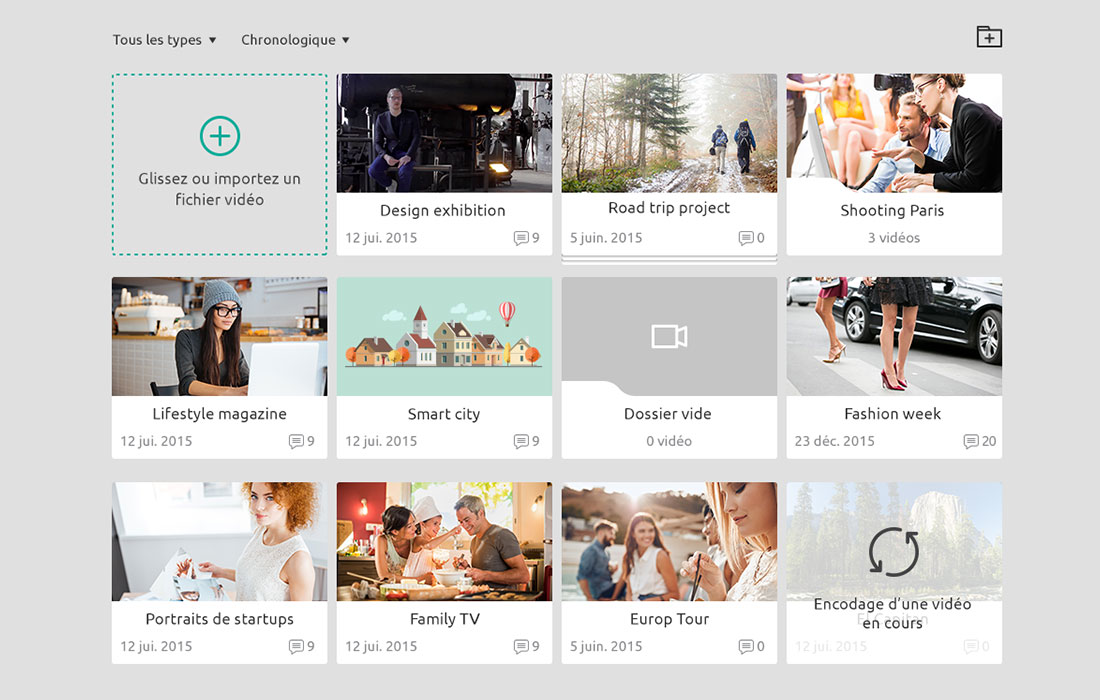 Tous les types ▼ Chronologique ▼
Glissez ou importez un
fichier vidéo
Design exhibition
12 jui. 2015 9
Road trip project
5 juin. 2015 0
Shooting Paris
3 vidéos
Lifestyle magazine
12 jui. 2015 9
Smart city
12 jui. 2015 9
Dossier vide
0 vidéo
Fashion week
23 déc. 2015 20
Portraits de startups
12 jui. 2015 9
Family TV
12 jui. 2015 9
Europ Tour
5 juin. 2015 0
Encodage d'une vidéo
en cours
El Capitan
12 jui. 2015 0